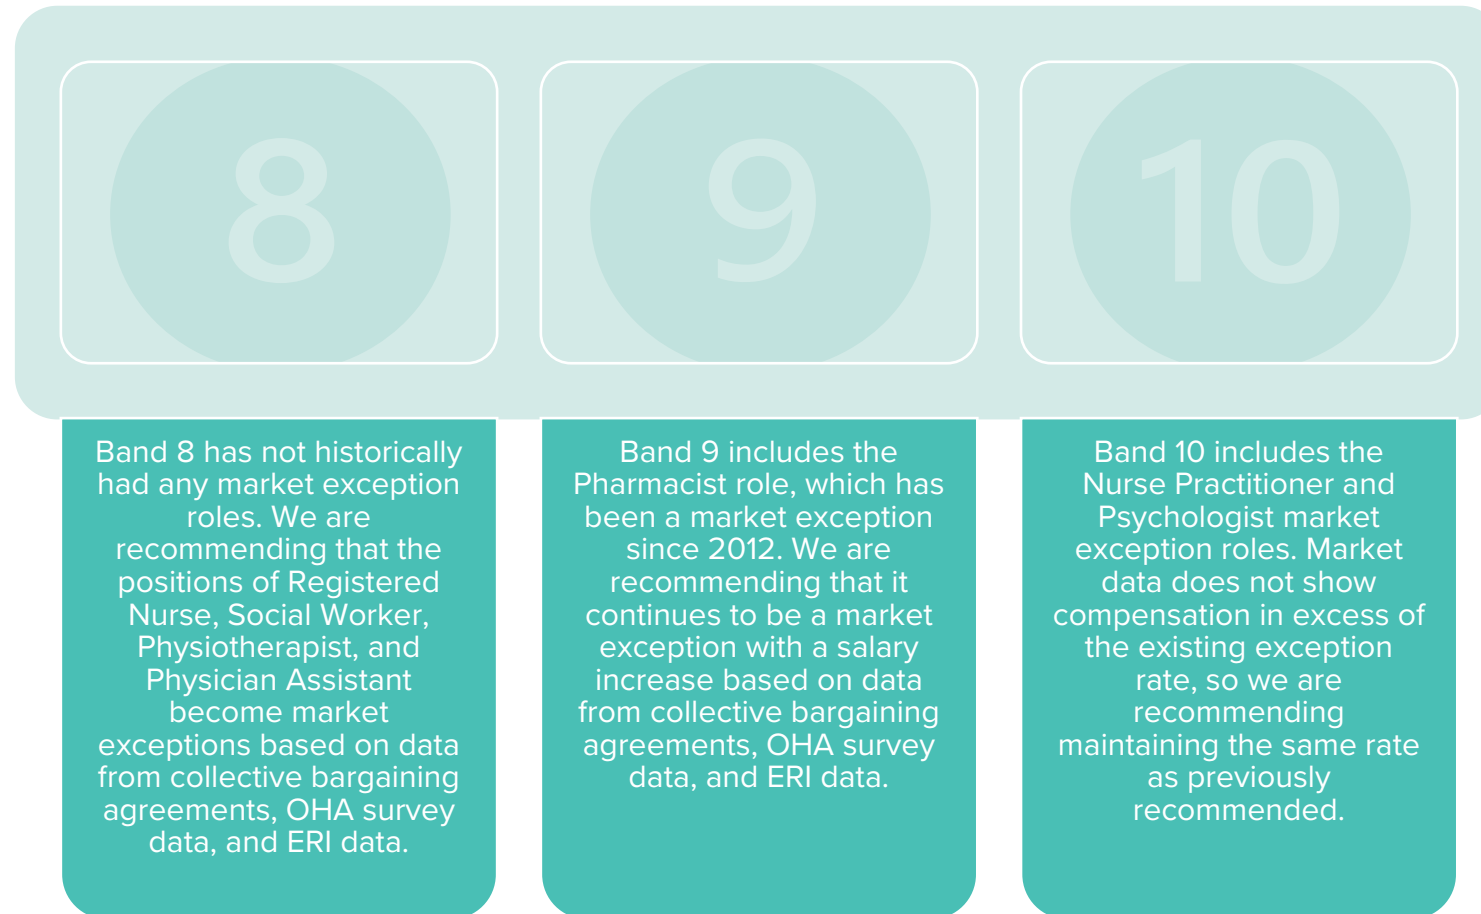 8
9
10
Band 8 has not historically
had any market exception
roles. We are
recommending that the
positions of Registered
Nurse, Social Worker,
Physiotherapist, and
Physician Assistant
become market
exceptions based on data
from collective bargaining
agreements, OHA survey
data, and ERI data.
Band 9 includes the
Pharmacist role, which has
been a market exception
since 2012. We are
recommending that it
continues to be a market
exception with a salary
increase based on data
from collective bargaining
agreements, OHA survey
data, and ERI data.
Band 10 includes the
Nurse Practitioner and
Psychologist market
exception roles. Market
data does not show
compensation in excess of
the existing exception
rate, so we are
recommending
maintaining the same rate
as previously
recommended.